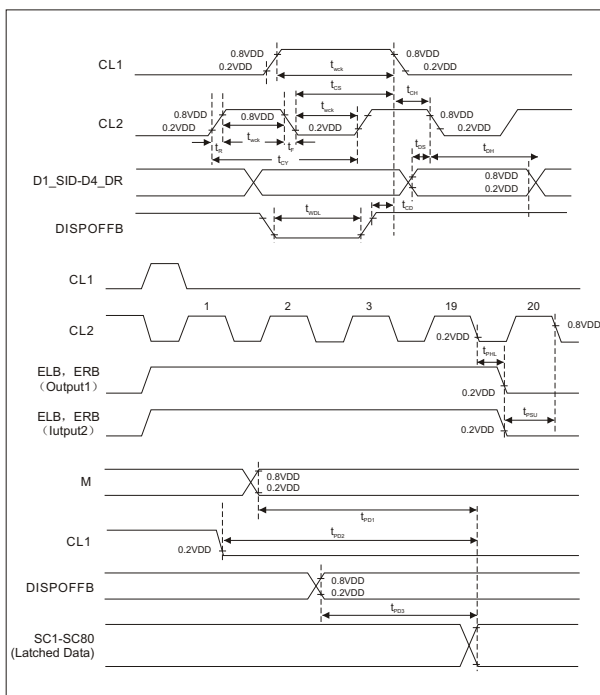 CL1 0.8VDD 0.2VDD twck 0.8VDD 0.2VDD
tCS
CL2 0.8VDD 0.2VDD 0.8VDD twck 0.2VDD tCH 0.8VDD 0.2VDD
tR twck tF
tCY
tDS tDH
D1_SID-D4_DR 0.8VDD 0.2VDD
DISPOFFB tWDL tCD
CL1
1 2 3 19 20
CL2 0.2VDD 0.8VDD
tPHL
ELB，ERB
（Output1） 0.2VDD
tPSU
ELB，ERB
（Iutput2） 0.2VDD
M 0.8VDD
0.2VDD
tPD1
CL1 tPD2
0.2VDD
DISPOFFB 0.8VDD
0.2VDD
tPD3
SC1-SC80
(Latched Data)